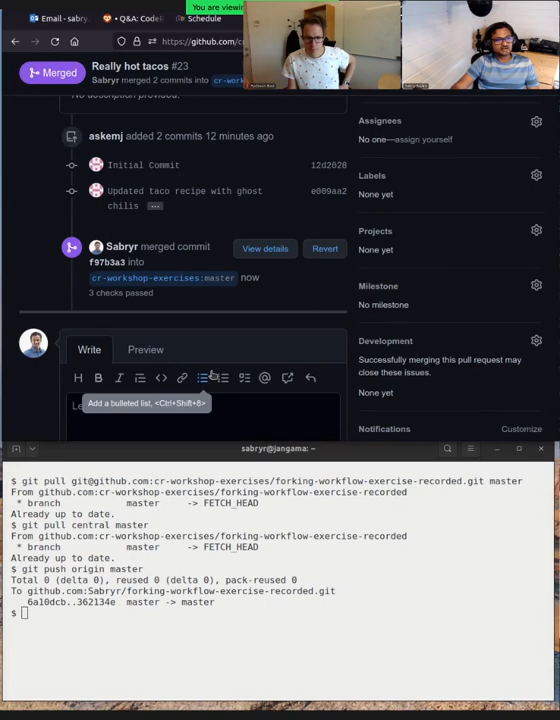 You are viewing
Email - sabry
Q&A: CodeR
Schedule
https://github.com/cr
Merged
Really hot tacos #23
Sabryr merged 2 commits into
cr-wor
No description provided.
askemj added 2 commits 12 minutes ago
Initial Commit
12d2028
Updated taco recipe with ghost
e009aa2
chilis ...
Sabryr merged commit
View details
Revert
f97b3a3 into
cr-workshop-exercises:master now
3 checks passed
Write
Preview
Le
Add a bulleted list, <Ctrl+Shift+8>
Assignees
No one—assign yourself
Labels
None yet
Projects
None yet
Milestone
No milestone
Development
Successfully merging this pull request may
close these issues.
None yet
Notifications
Customize
sabryr@jangama: ~
$ git pull git@github.com:cr-workshop-exercises/forking-workflow-exercise-recorded.git master
From github.com:cr-workshop-exercises/forking-workflow-exercise-recorded
* branch master -> FETCH_HEAD
Already up to date.
$ git pull central master
From github.com:cr-workshop-exercises/forking-workflow-exercise-recorded
* branch master -> FETCH_HEAD
Already up to date.
$ git push origin master
Total 0 (delta 0), reused 0 (delta 0), pack-reused 0
To github.com:Sabryr/forking-workflow-exercise-recorded.git
6a10dcb..362134e master -> master
$